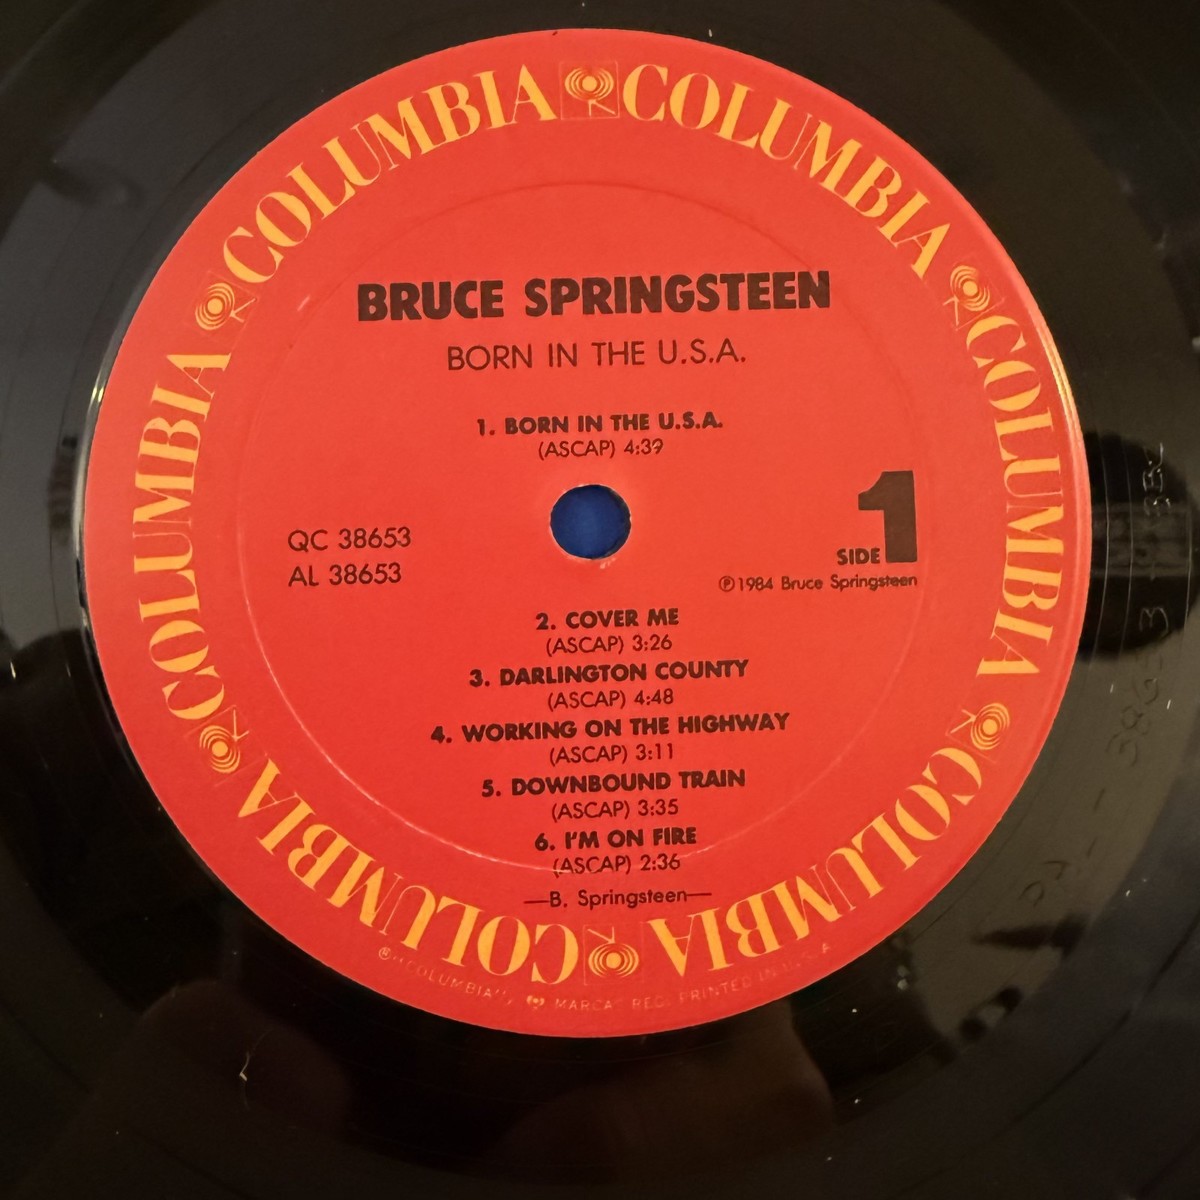 COLUMBIA COLUMBIA COLUMBIA COLUMBIA COLUMBIA COLUMBIA
BRUCE SPRINGSTEEN
BORN IN THE U.S.A.
1. BORN IN THE U.S.A.
(ASCAP) 4:39
QC 38653
AL 38653
SIDE 1
Ⓟ1984 Bruce Springsteen
2. COVER ME
(ASCAP) 3:26
3. DARLINGTON COUNTY
(ASCAP) 4:48
4. WORKING ON THE HIGHWAY
(ASCAP) 3:11
5. DOWNBOUND TRAIN
(ASCAP) 3:35
6. I'M ON FIRE
(ASCAP) 2:36
—B. Springsteen—
® "COLUMBIA", MARCAS REG. PRINTED IN U.S.A.